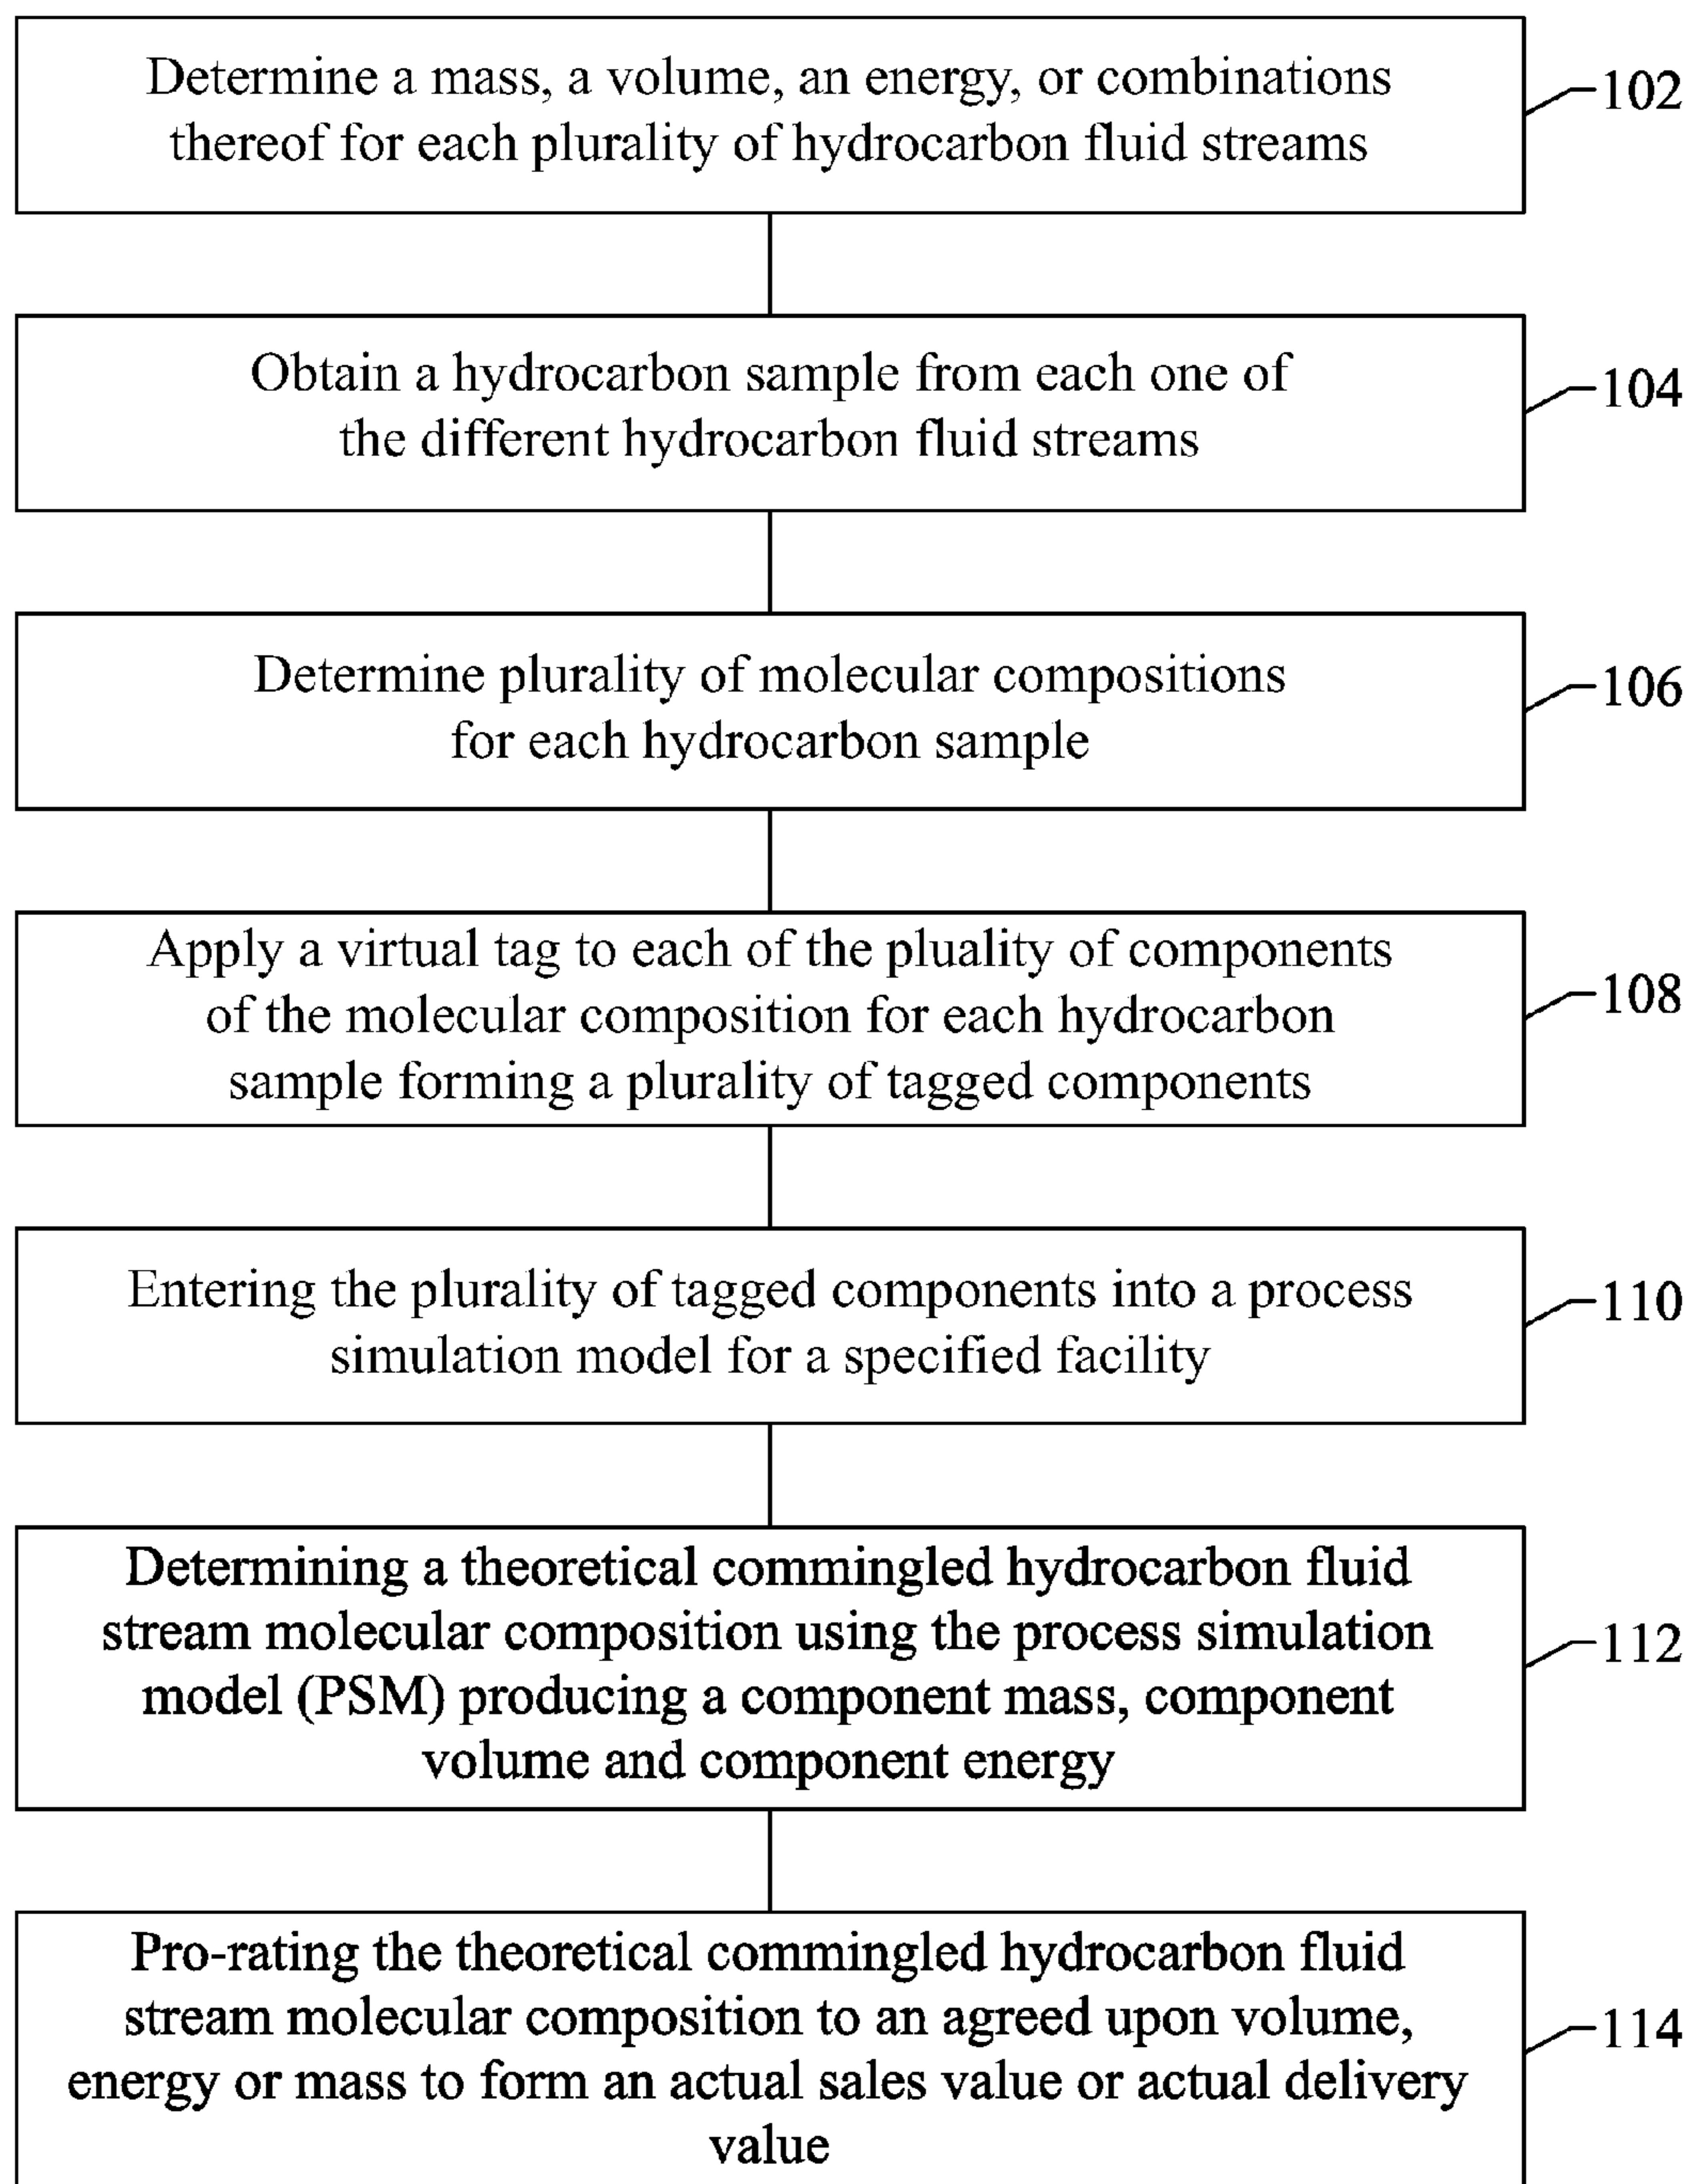 Determine a mass, a volume, an energy, or combinations
thereof for each plurality of hydrocarbon fluid streams
102
Obtain a hydrocarbon sample from each one of
the different hydrocarbon fluid streams
104
Determine plurality of molecular compositions
for each hydrocarbon sample
106
Apply a virtual tag to each of the pluality of components
of the molecular composition for each hydrocarbon
sample forming a plurality of tagged components
108
Entering the plurality of tagged components into a process
simulation model for a specified facility
110
Determining a theoretical commingled hydrocarbon fluid
stream molecular composition using the process simulation
model (PSM) producing a component mass, component
volume and component energy
112
Pro-rating the theoretical commingled hydrocarbon fluid
stream molecular composition to an agreed upon volume,
energy or mass to form an actual sales value or actual delivery
value
114